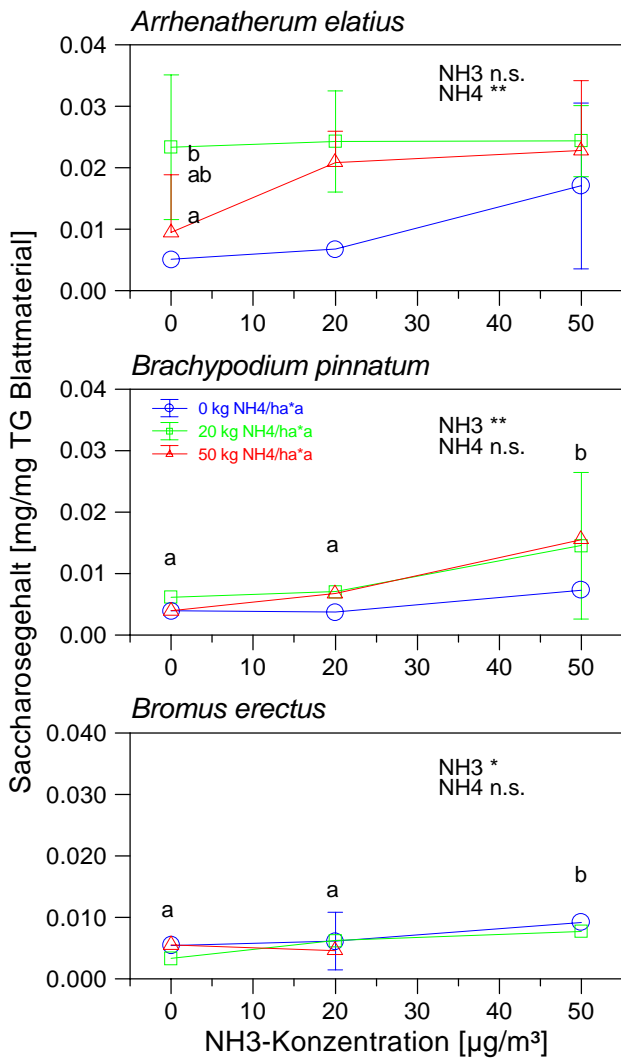 Saccharosegehalt [mg/mg TG Blattmaterial]
Arrhenatherum elatius
0.04
0.03
0.02
0.01
0.00
NH3 n.s.
NH4 **
b
ab
a
0 10 20 30 40 50
Brachypodium pinnatum
0.04
0.03
0.02
0.01
0.00
0 kg NH4/ha*a
20 kg NH4/ha*a
50 kg NH4/ha*a
NH3 **
NH4 n.s.
a a b
0 10 20 30 40 50
Bromus erectus
0.040
0.030
0.020
0.010
0.000
NH3 *
NH4 n.s.
a a b
0 10 20 30 40 50
NH3-Konzentration [µg/m³]